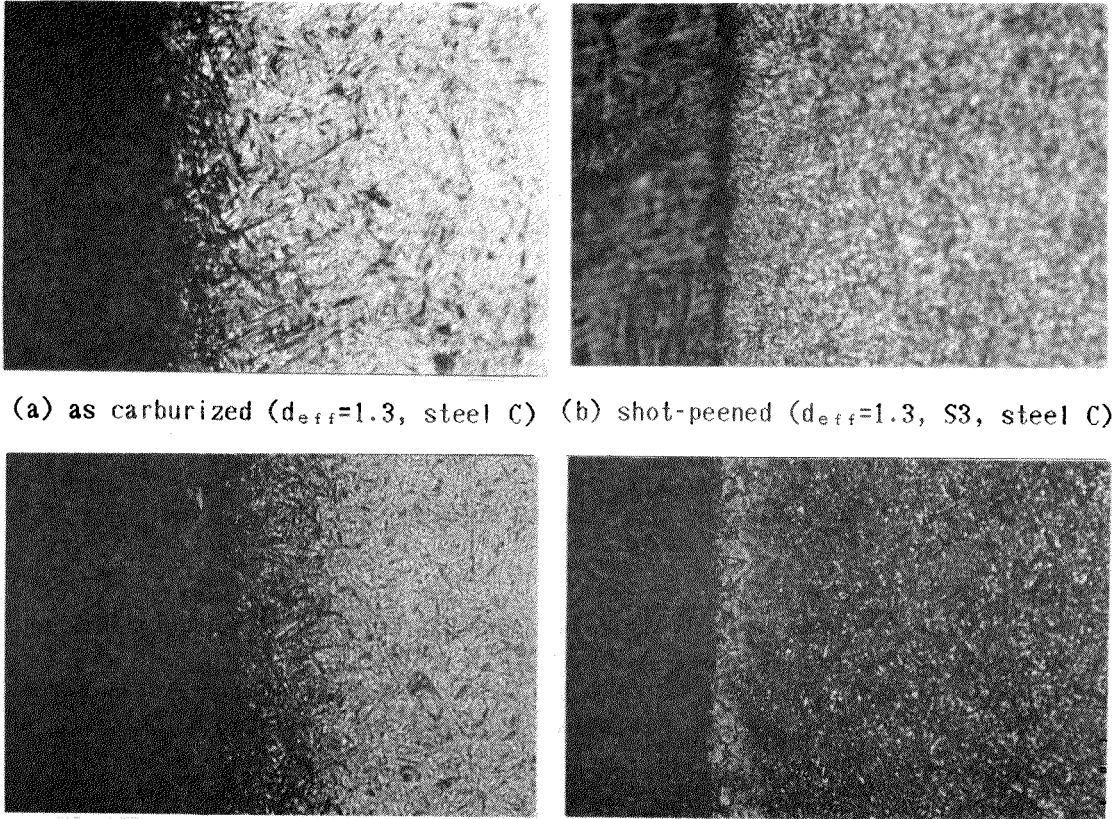 (a) as carburized (d_eff=1.3, steel C)
(b) shot-peened (d_eff=1.3, S3, steel C)